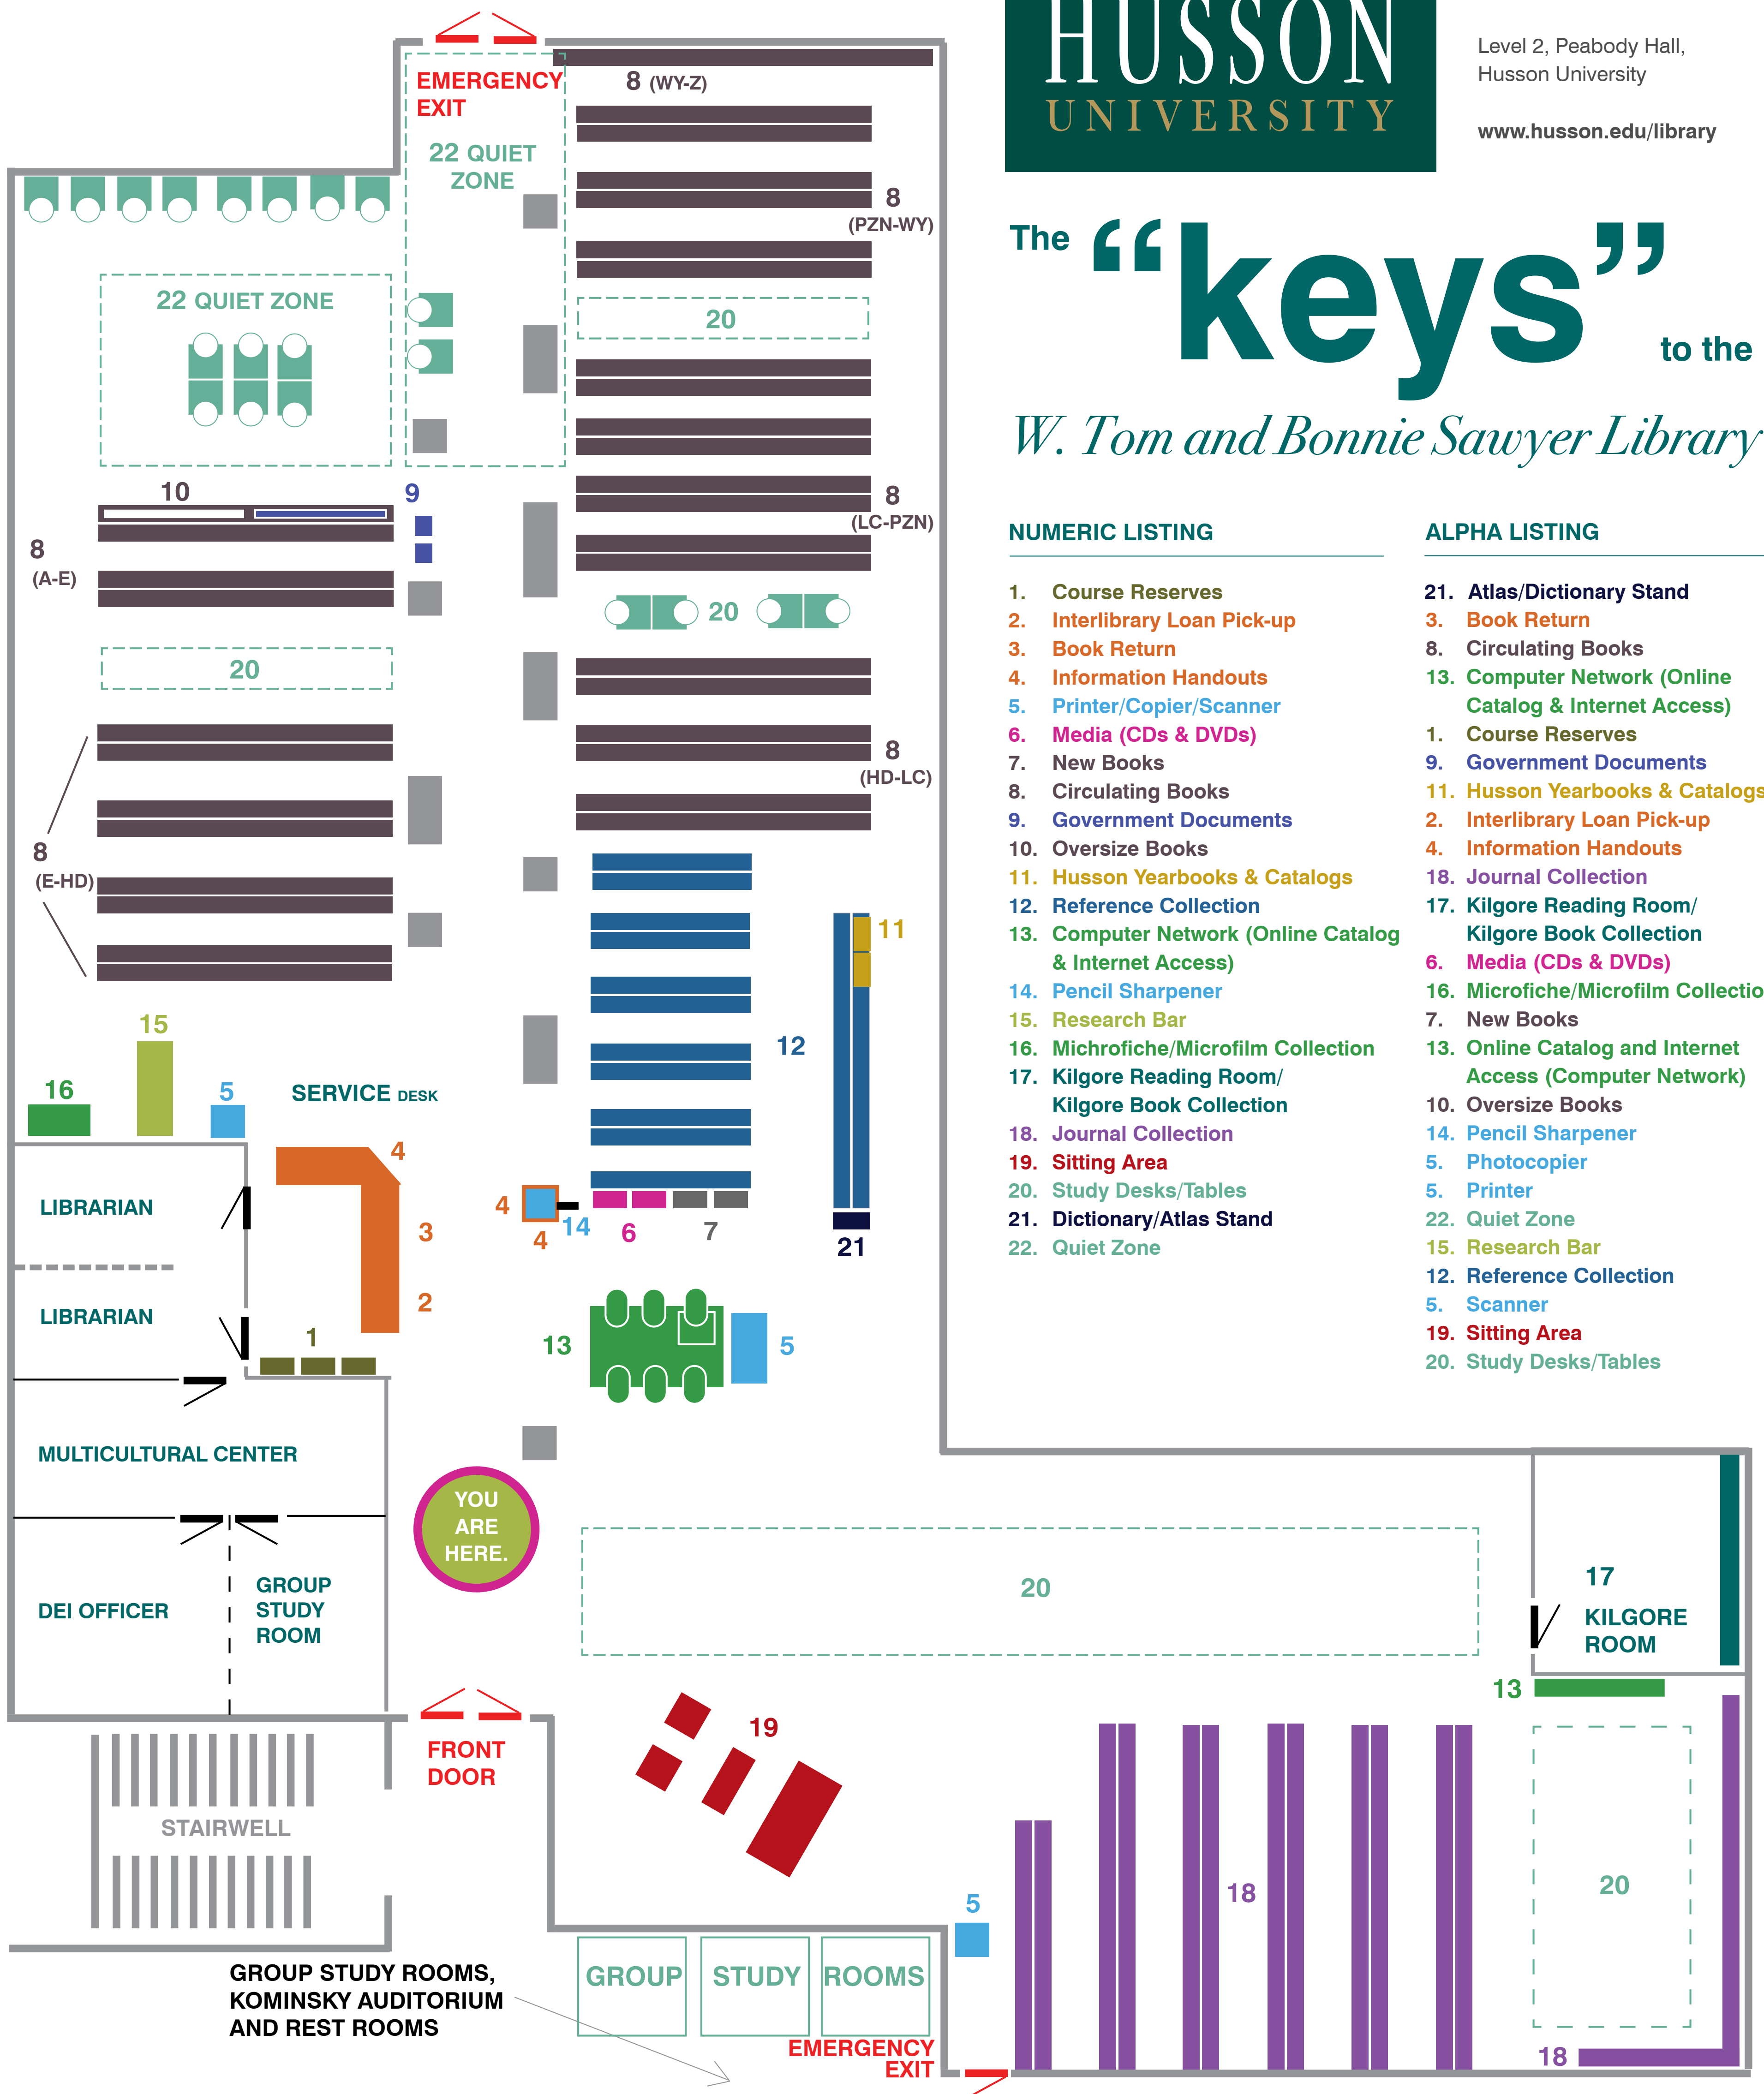 HUSSON
UNIVERSITY
Level 2, Peabody Hall,
Husson University
www.husson.edu/library
The “keys” to the
W. Tom and Bonnie Sawyer Library
NUMERIC LISTING
1. Course Reserves
2. Interlibrary Loan Pick-up
3. Book Return
4. Information Handouts
5. Printer/Copier/Scanner
6. Media (CDs & DVDs)
7. New Books
8. Circulating Books
9. Government Documents
10. Oversize Books
11. Husson Yearbooks & Catalogs
12. Reference Collection
13. Computer Network (Online Catalog
& Internet Access)
14. Pencil Sharpener
15. Research Bar
16. Michrofiche/Microfilm Collection
17. Kilgore Reading Room/
Kilgore Book Collection
18. Journal Collection
19. Sitting Area
20. Study Desks/Tables
21. Dictionary/Atlas Stand
22. Quiet Zone
ALPHA LISTING
21. Atlas/Dictionary Stand
3. Book Return
8. Circulating Books
13. Computer Network (Online
Catalog & Internet Access)
1. Course Reserves
9. Government Documents
11. Husson Yearbooks & Catalogs
2. Interlibrary Loan Pick-up
4. Information Handouts
18. Journal Collection
17. Kilgore Reading Room/
Kilgore Book Collection
6. Media (CDs & DVDs)
16. Microfiche/Microfilm Collectio
7. New Books
13. Online Catalog and Internet
Access (Computer Network)
10. Oversize Books
14. Pencil Sharpener
5. Photocopier
5. Printer
22. Quiet Zone
15. Research Bar
12. Reference Collection
5. Scanner
19. Sitting Area
20. Study Desks/Tables
EMERGENCY
EXIT
22 QUIET
ZONE
8 (WY-Z)
8
(PZN-WY)
22 QUIET ZONE
20
10
9
8
(A-E)
8
(LC-PZN)
20
20
8
(HD-LC)
8
(E-HD)
11
12
15
16
5
SERVICE DESK
4
3
2
1
LIBRARIAN
LIBRARIAN
4
4
14
6
7
21
13
5
MULTICULTURAL CENTER
YOU
ARE
HERE.
DEI OFFICER
GROUP
STUDY
ROOM
20
17
KILGORE
ROOM
13
FRONT
DOOR
19
STAIRWELL
5
18
20
18
GROUP STUDY ROOMS
GROUP STUDY ROOMS,
KOMINSKY AUDITORIUM
AND REST ROOMS
EMERGENCY
EXIT